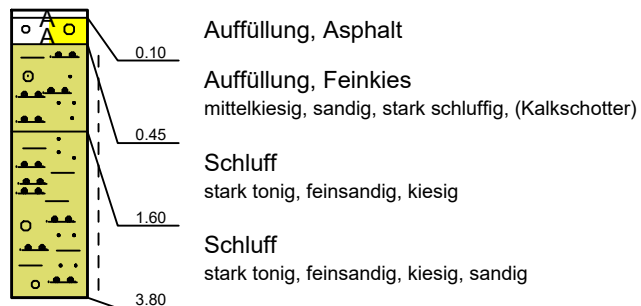 A
A
Auffüllung, Asphalt
0.10
Auffüllung, Feinkies
mittelkiesig, sandig, stark schluffig, (Kalkschotter)
0.45
Schluff
stark tonig, feinsandig, kiesig
1.60
Schluff
stark tonig, feinsandig, kiesig, sandig
3.80